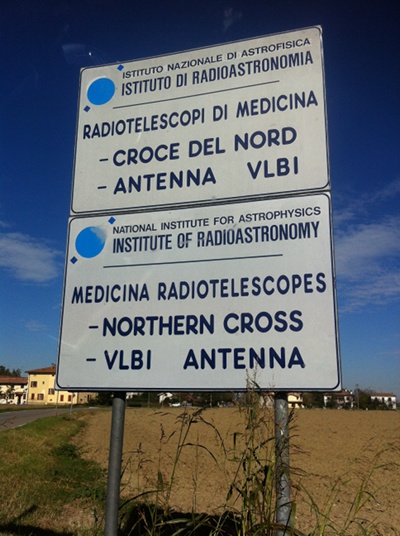 ISTITUTO NAZIONALE DI ASTROFISICA
ISTITUTO DI RADIOASTRONOMIA
RADIOTELESCOPI DI MEDICINA
- CROCE DEL NORD
- ANTENNA VLBI
NATIONAL INSTITUTE FOR ASTROPHYSICS
INSTITUTE OF RADIOASTRONOMY
MEDICINA RADIOTELESCOPES
- NORTHERN CROSS
- VLBI ANTENNA